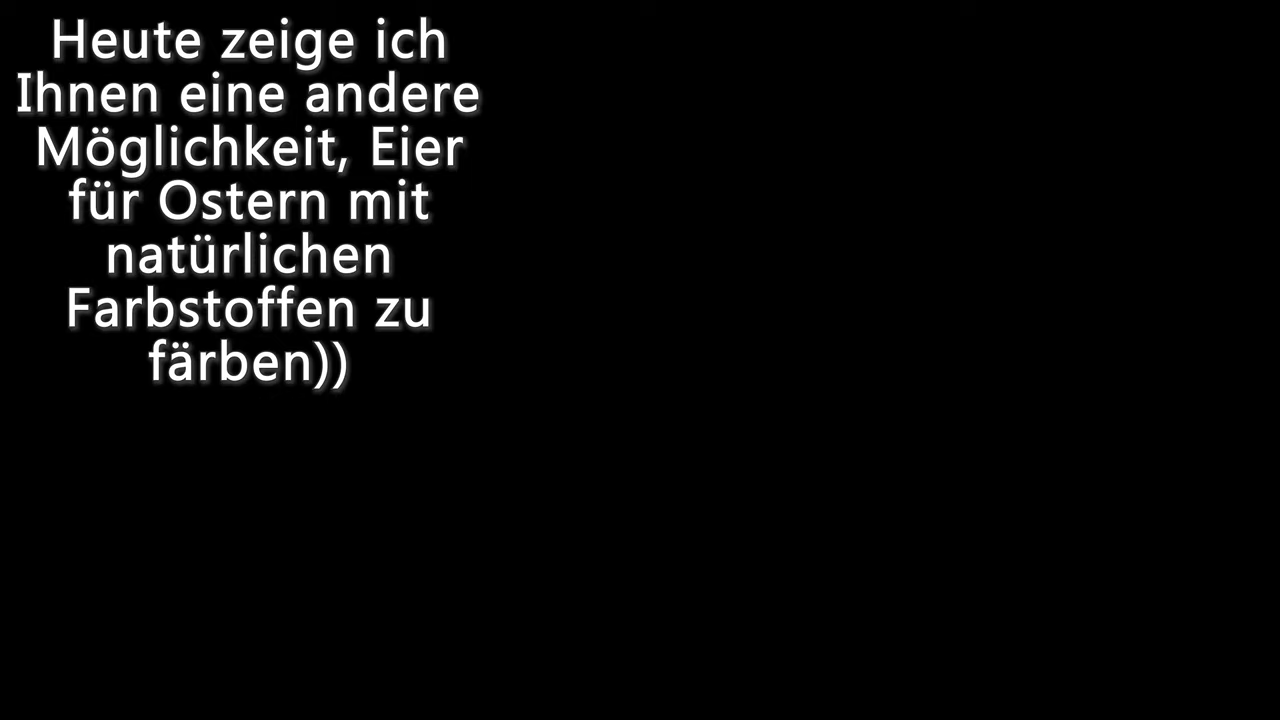 Heute zeige ich
Ihnen eine andere
Möglichkeit, Eier
für Ostern mit
natürlichen
Farbstoffen zu
färben))